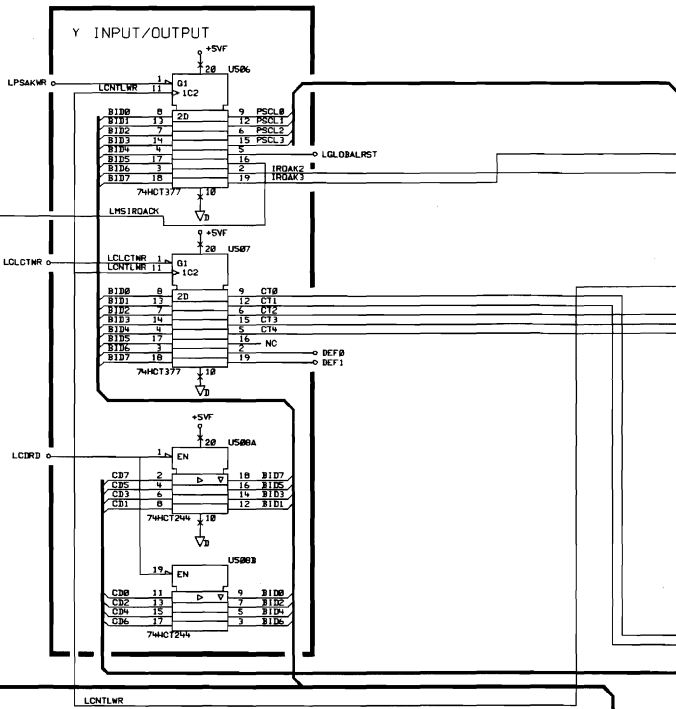 Y INPUT/OUTPUT
+5VF
20 U506
LPSAKWR 1 G1
LCNTLWR 11 1C2
BID0 8 2D 9 PSCL0
BID1 13 12 PSCL1
BID2 7 6 PSCL2
BID3 14 15 PSCL3
BID4 4 5 LGLOBALRST
BID5 17 16
BID6 3 2 IRQAK2
BID7 18 19 IRQAK3
74HCT377 10
D
LMSIRQACK
+5VF
20 U507
LCLCTWR LCLCTWR 1 G1
LCNTLWR 11 1C2
BID0 8 2D 9 CT0
BID1 13 12 CT1
BID2 7 6 CT2
BID3 14 15 CT3
BID4 4 5 CT4
BID5 17 16 NC
BID6 3 2 DEF0
BID7 18 19 DEF1
74HCT377 10
D
+5VF
20 U508A
LCDRD 1 EN
CD7 2 18 BID7
CD5 4 16 BID5
CD3 6 14 BID3
CD1 8 12 BID1
74HCT244 10
D
U508B
19 EN
CD0 11 9 BID0
CD2 13 7 BID2
CD4 15 5 BID4
CD6 17 3 BID6
74HCT244
LCNTLWR